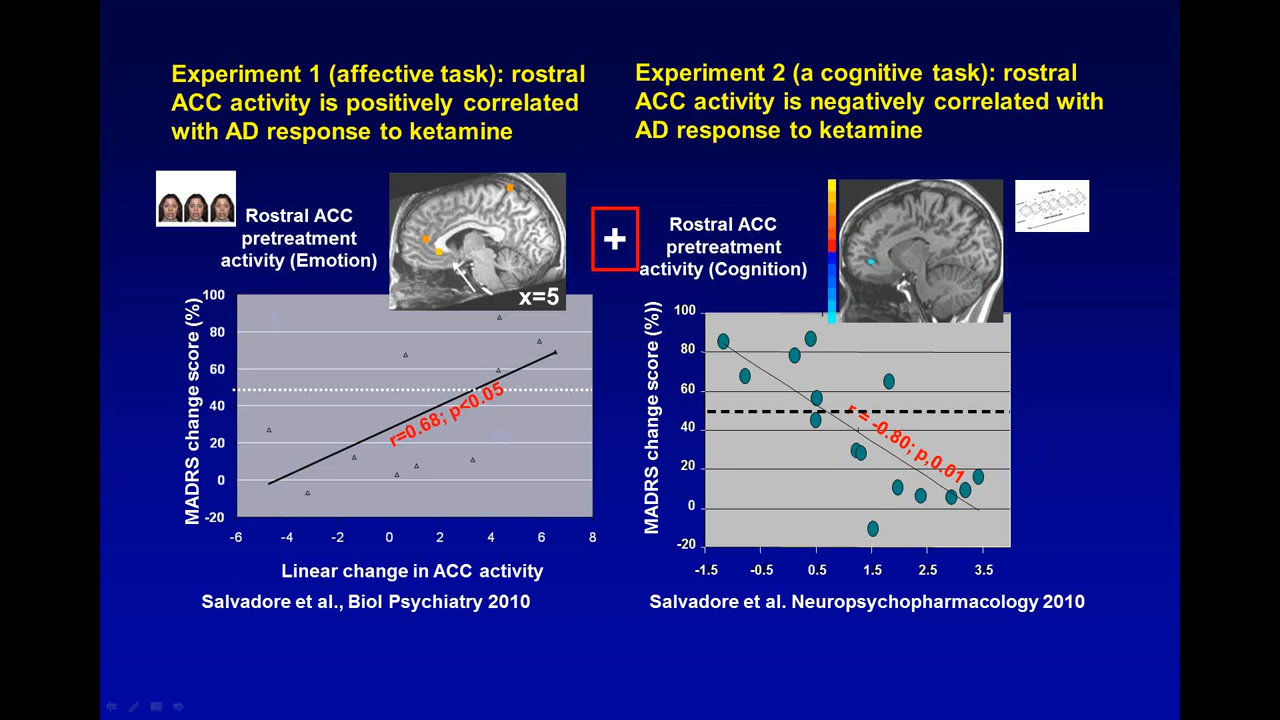 Experiment 1 (affective task): rostral
ACC activity is positively correlated
with AD response to ketamine
Experiment 2 (a cognitive task): rostral
ACC activity is negatively correlated with
AD response to ketamine
Rostral ACC
pretreatment
activity (Emotion)
x=5
+
Rostral ACC
pretreatment
activity (Cognition)
MADRS change score (%)
100
80
60
40
20
0
-20
r=0.68; p<0.05
-6 -4 -2 0 2 4 6 8
Linear change in ACC activity
Salvadore et al., Biol Psychiatry 2010
MADRS change score (%))
100
80
60
40
20
0
-20
r = -0.80; p,0.01
-1.5 -0.5 0.5 1.5 2.5 3.5
Salvadore et al. Neuropsychopharmacology 2010